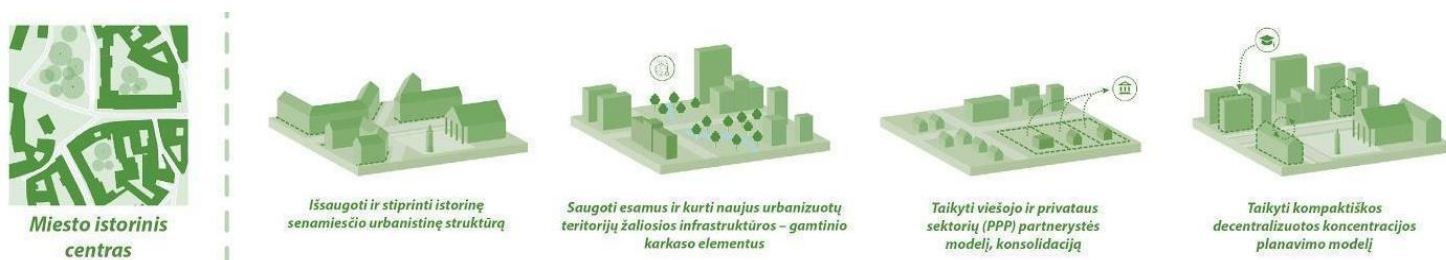 Miesto istorinis
centras
Išsaugoti ir stiprinti istorinę
senamiesčio urbanistinę struktūrą
Saugoti esamus ir kurti naujus urbanizuotų
teritorijų žaliosios infrastruktūros – gamtinio
karkaso elementus
Taikyti viešojo ir privataus
sektorių (PPP) partnerystės
modelį, konsolidaciją
Taikyti kompaktiškos
decentralizuotos koncentracijos
planavimo modelį